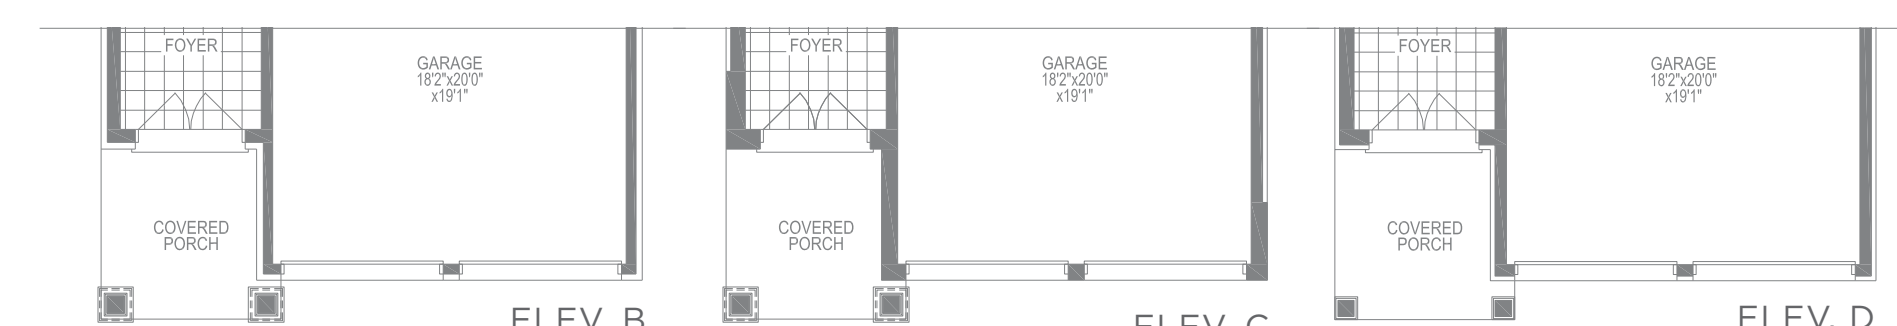 FOYER
GARAGE
18'2"x20'0"
x19'1"
COVERED
PORCH
ELEV. B
FOYER
GARAGE
18'2"x20'0"
x19'1"
COVERED
PORCH
ELEV. C
FOYER
GARAGE
18'2"x20'0"
x19'1"
COVERED
PORCH
ELEV. D